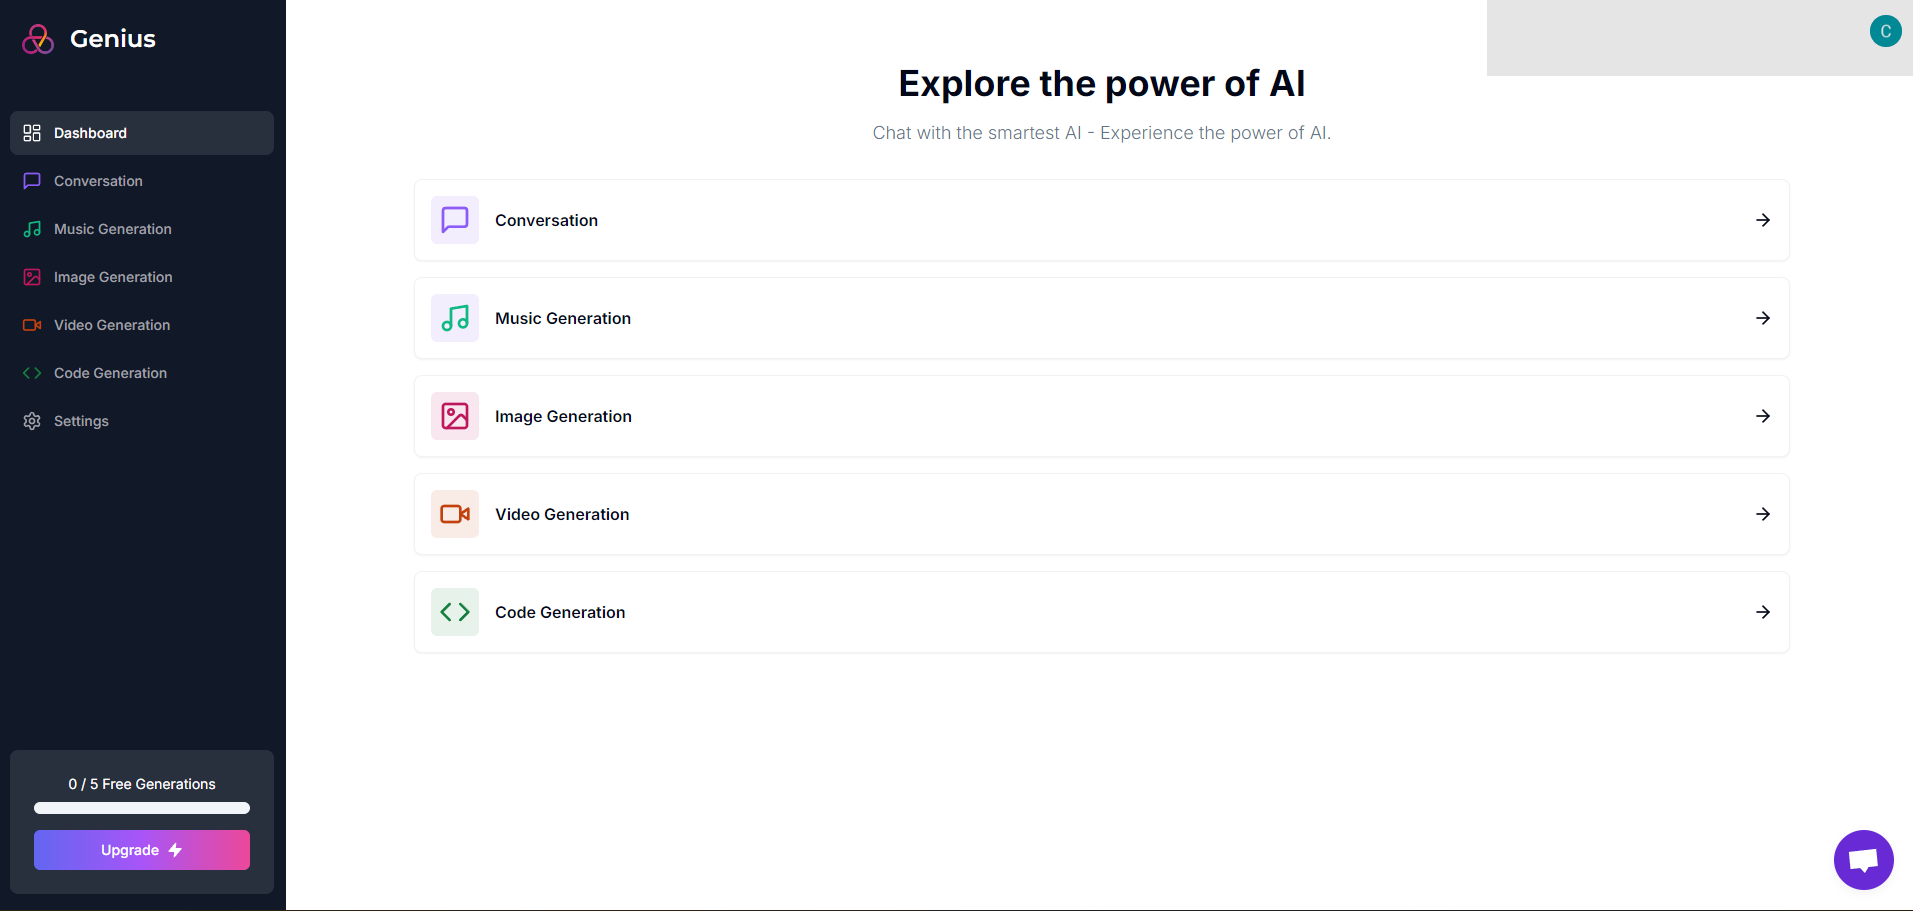 Genius
Dashboard
Conversation
Music Generation
Image Generation
Video Generation
Code Generation
Settings
0 / 5 Free Generations
Upgrade
C
Explore the power of AI
Chat with the smartest AI - Experience the power of AI.
Conversation
Music Generation
Image Generation
Video Generation
Code Generation